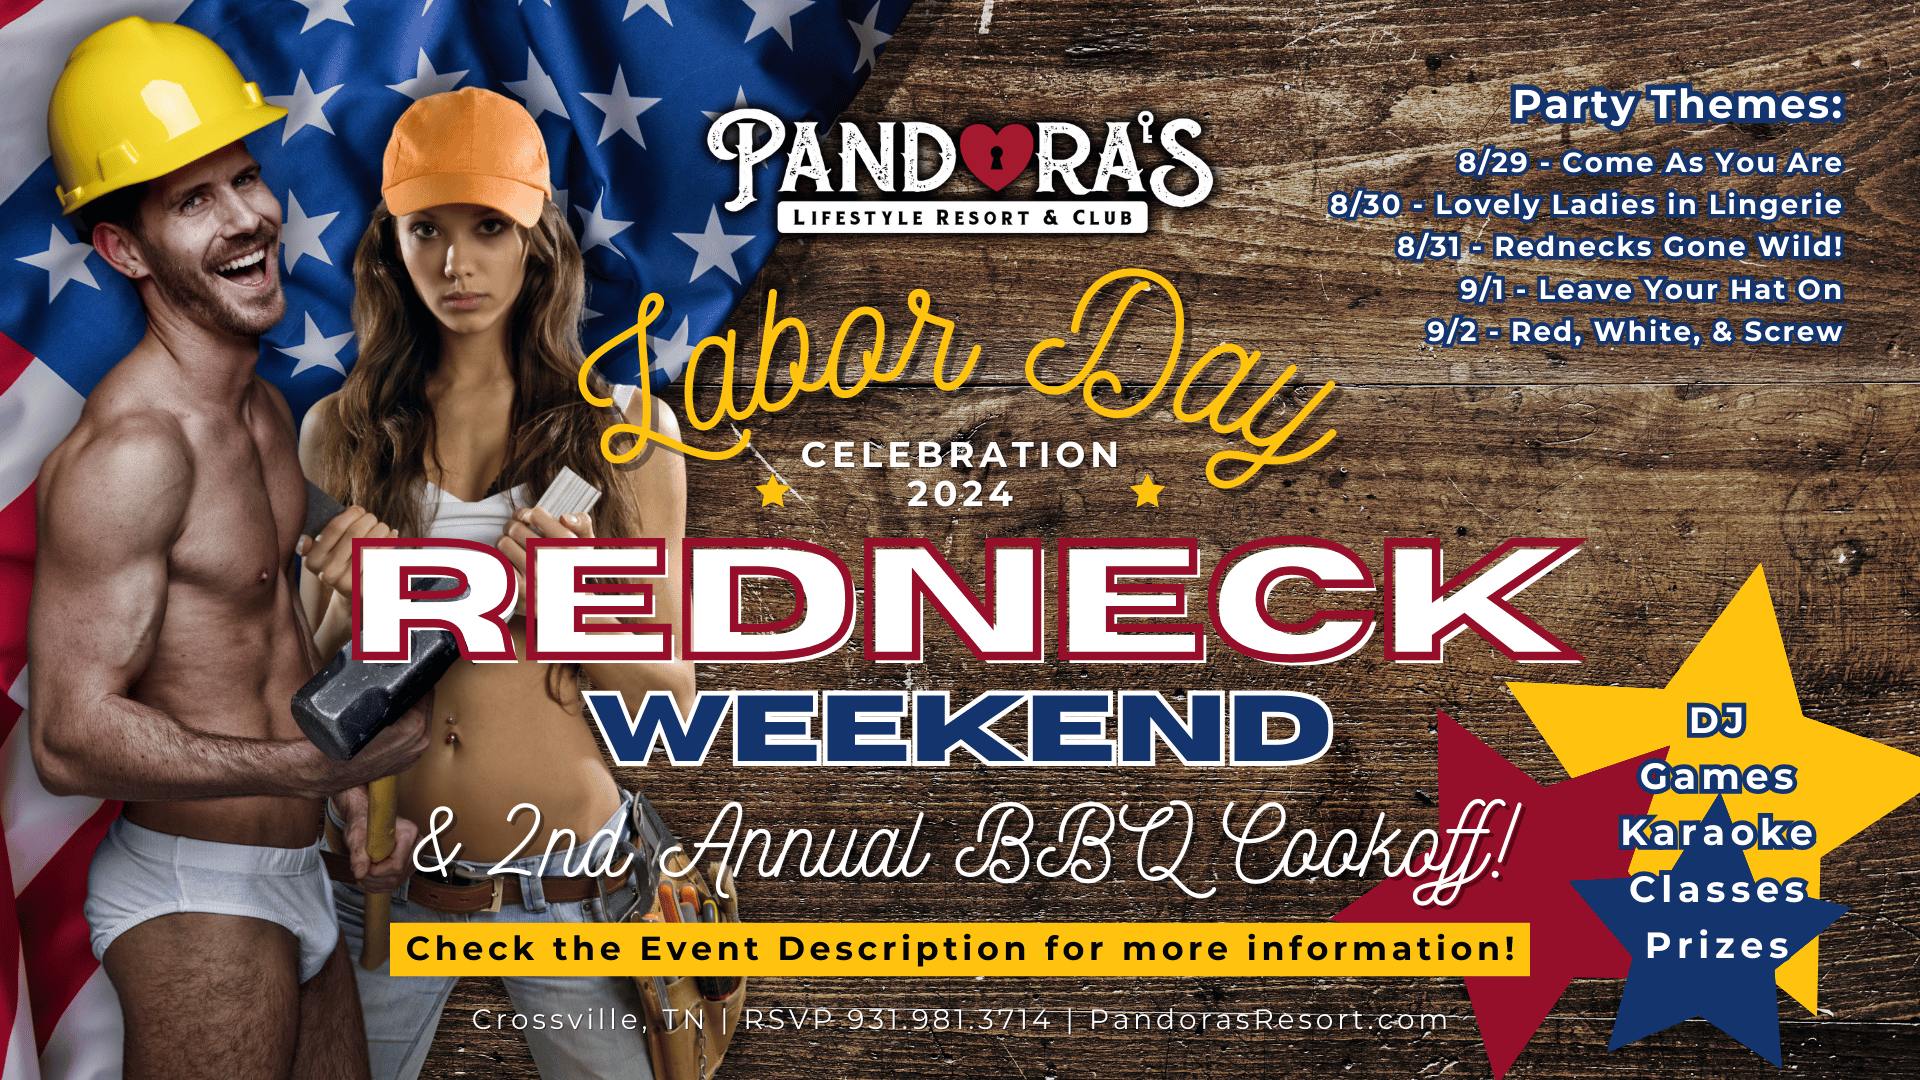 PANDORA'S
LIFESTYLE RESORT & CLUB
Party Themes:
8/29 - Come As You Are
8/30 - Lovely Ladies in Lingerie
8/31 - Rednecks Gone Wild!
9/1 - Leave Your Hat On
9/2 - Red, White, & Screw
Labor Day
CELEBRATION
2024
REDNECK
WEEKEND
& 2nd Annual BBQ Cookoff!
DJ
Games
Karaoke
Classes
Prizes
Check the Event Description for more information!
Crossville, TN | RSVP 931.981.3714 | PandorasResort.com